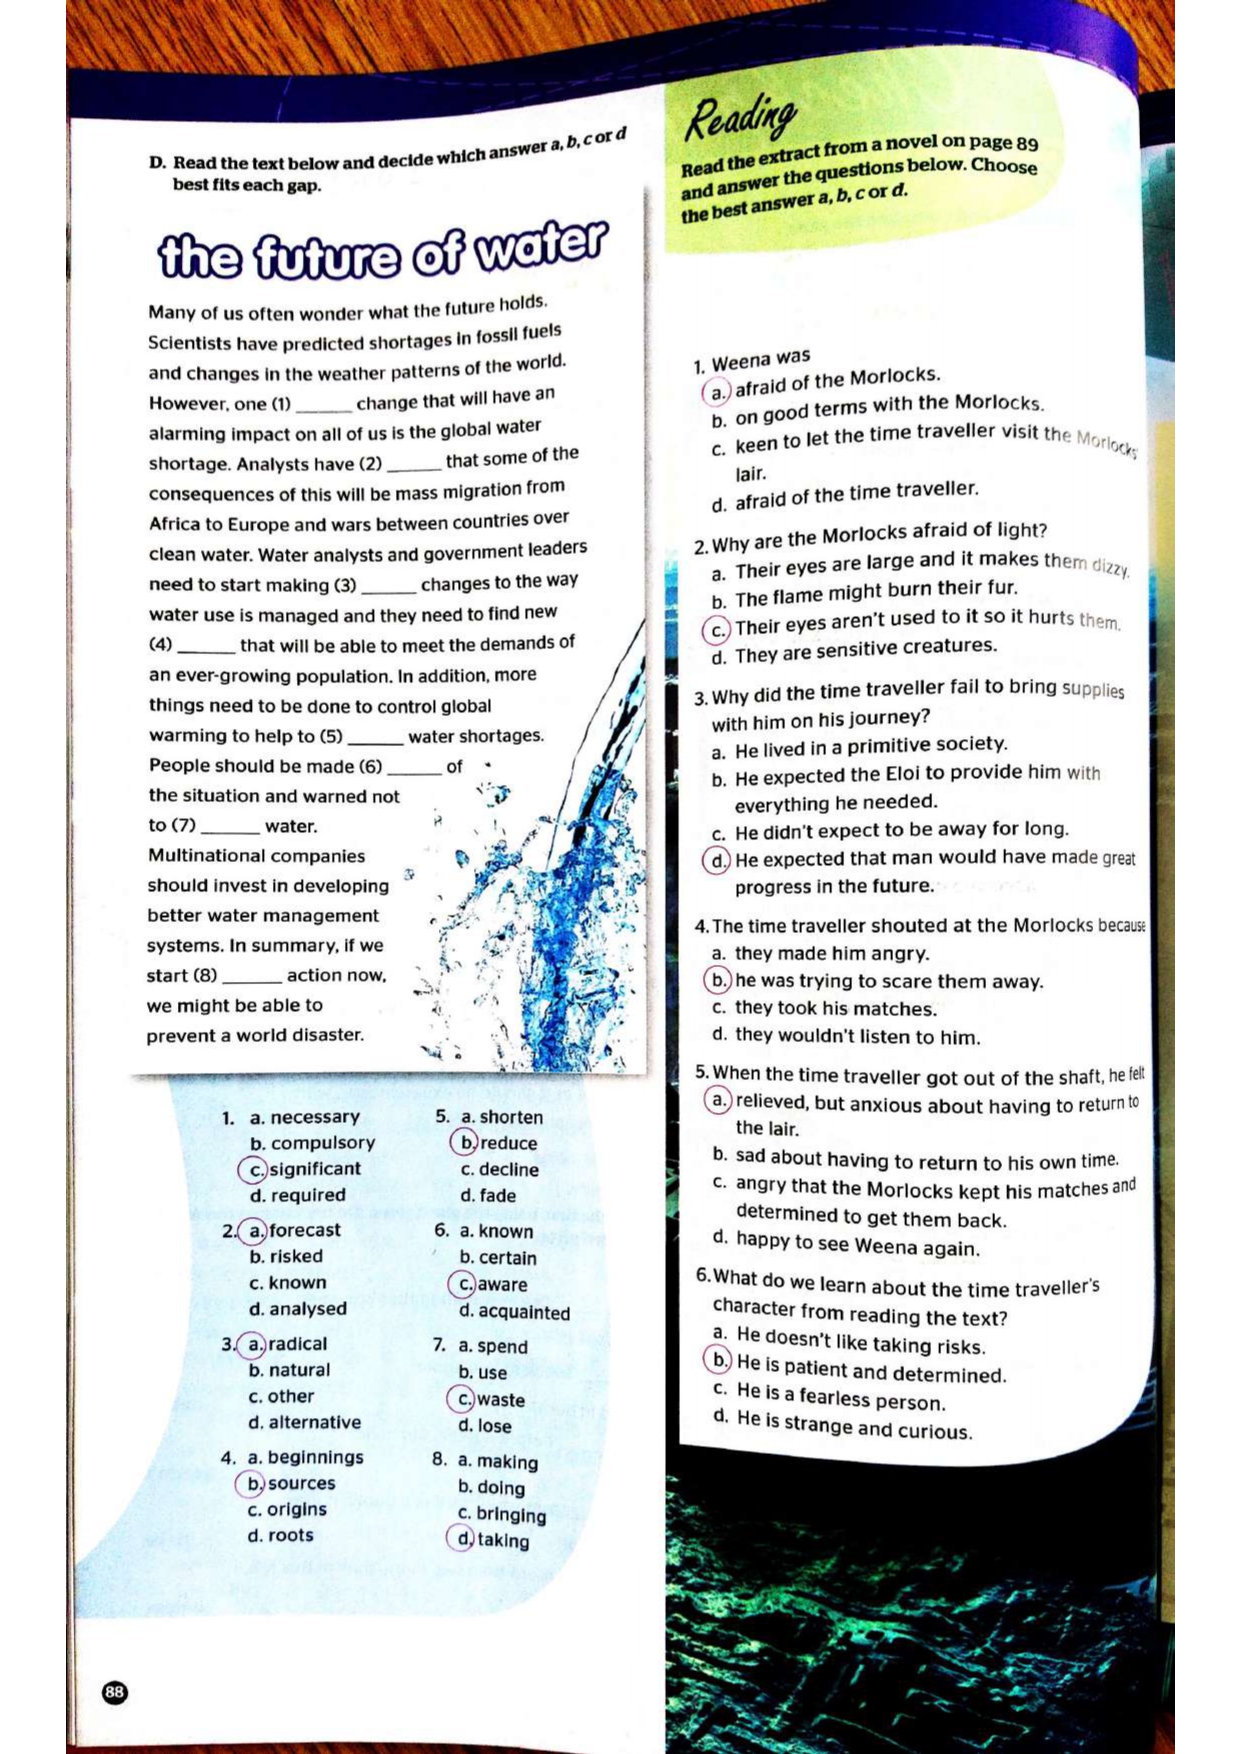 D. Read the text below and decide which answer a, b, c or d
best fits each gap.
the future of water
Many of us often wonder what the future holds.
Scientists have predicted shortages in fossil fuels
and changes in the weather patterns of the world.
However, one (1) ______ change that will have an
alarming impact on all of us is the global water
shortage. Analysts have (2) ______ that some of the
consequences of this will be mass migration from
Africa to Europe and wars between countries over
clean water. Water analysts and government leaders
need to start making (3) ______ changes to the way
water use is managed and they need to find new
(4) ______ that will be able to meet the demands of
an ever-growing population. In addition, more
things need to be done to control global
warming to help to (5) ______ water shortages.
People should be made (6) ______ of
the situation and warned not
to (7) ______ water.
Multinational companies
should invest in developing
better water management
systems. In summary, if we
start (8) ______ action now,
we might be able to
prevent a world disaster.
1. a. necessary
b. compulsory
c. significant
d. required
2. a. forecast
b. risked
c. known
d. analysed
3. a. radical
b. natural
c. other
d. alternative
4. a. beginnings
b. sources
c. origins
d. roots
5. a. shorten
b. reduce
c. decline
d. fade
6. a. known
b. certain
c. aware
d. acquainted
7. a. spend
b. use
c. waste
d. lose
8. a. making
b. doing
c. bringing
d. taking
88
Reading
Read the extract from a novel on page 89
and answer the questions below. Choose
the best answer a, b, c or d.
1. Weena was
a. afraid of the Morlocks.
b. on good terms with the Morlocks.
c. keen to let the time traveller visit the Morlocks'
lair.
d. afraid of the time traveller.
2. Why are the Morlocks afraid of light?
a. Their eyes are large and it makes them dizzy.
b. The flame might burn their fur.
c. Their eyes aren't used to it so it hurts them.
d. They are sensitive creatures.
3. Why did the time traveller fail to bring supplies
with him on his journey?
a. He lived in a primitive society.
b. He expected the Eloi to provide him with
everything he needed.
c. He didn't expect to be away for long.
d. He expected that man would have made great
progress in the future.
4. The time traveller shouted at the Morlocks because
a. they made him angry.
b. he was trying to scare them away.
c. they took his matches.
d. they wouldn't listen to him.
5. When the time traveller got out of the shaft, he felt
a. relieved, but anxious about having to return to
the lair.
b. sad about having to return to his own time.
c. angry that the Morlocks kept his matches and
determined to get them back.
d. happy to see Weena again.
6. What do we learn about the time traveller's
character from reading the text?
a. He doesn't like taking risks.
b. He is patient and determined.
c. He is a fearless person.
d. He is strange and curious.